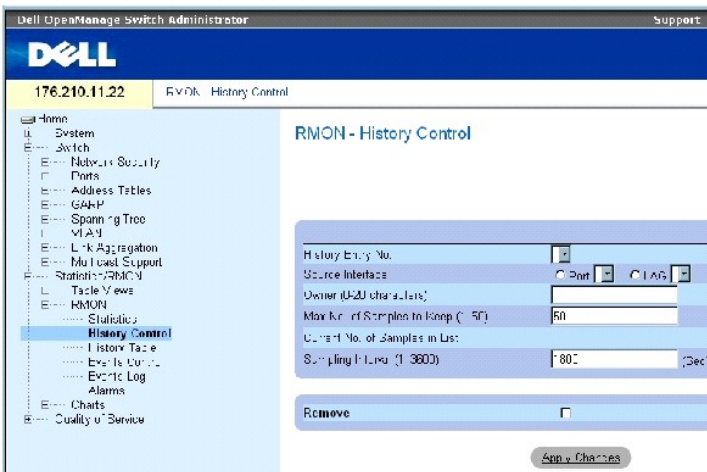 Dell OpenManage Switch Administrator
Support
DELL
176.210.11.22
RMON - History Control
Home
System
Switch
Network Security
Ports
Address Tables
GARP
Spanning Tree
VLAN
Link Aggregation
Multicast Support
Statistics/RMON
Table Views
RMON
Statistics
History Control
History Table
Events Control
Events Log
Alarms
Charts
Quality of Service
RMON - History Control
History Entry No.
Source Interface
Port
LAG
Owner (0-20 characters)
Max No. of Samples to Keep (1-50)
50
Current No. of Samples in List
Sampling Interval (1-3600)
1800
(Sec)
Remove
Apply Changes